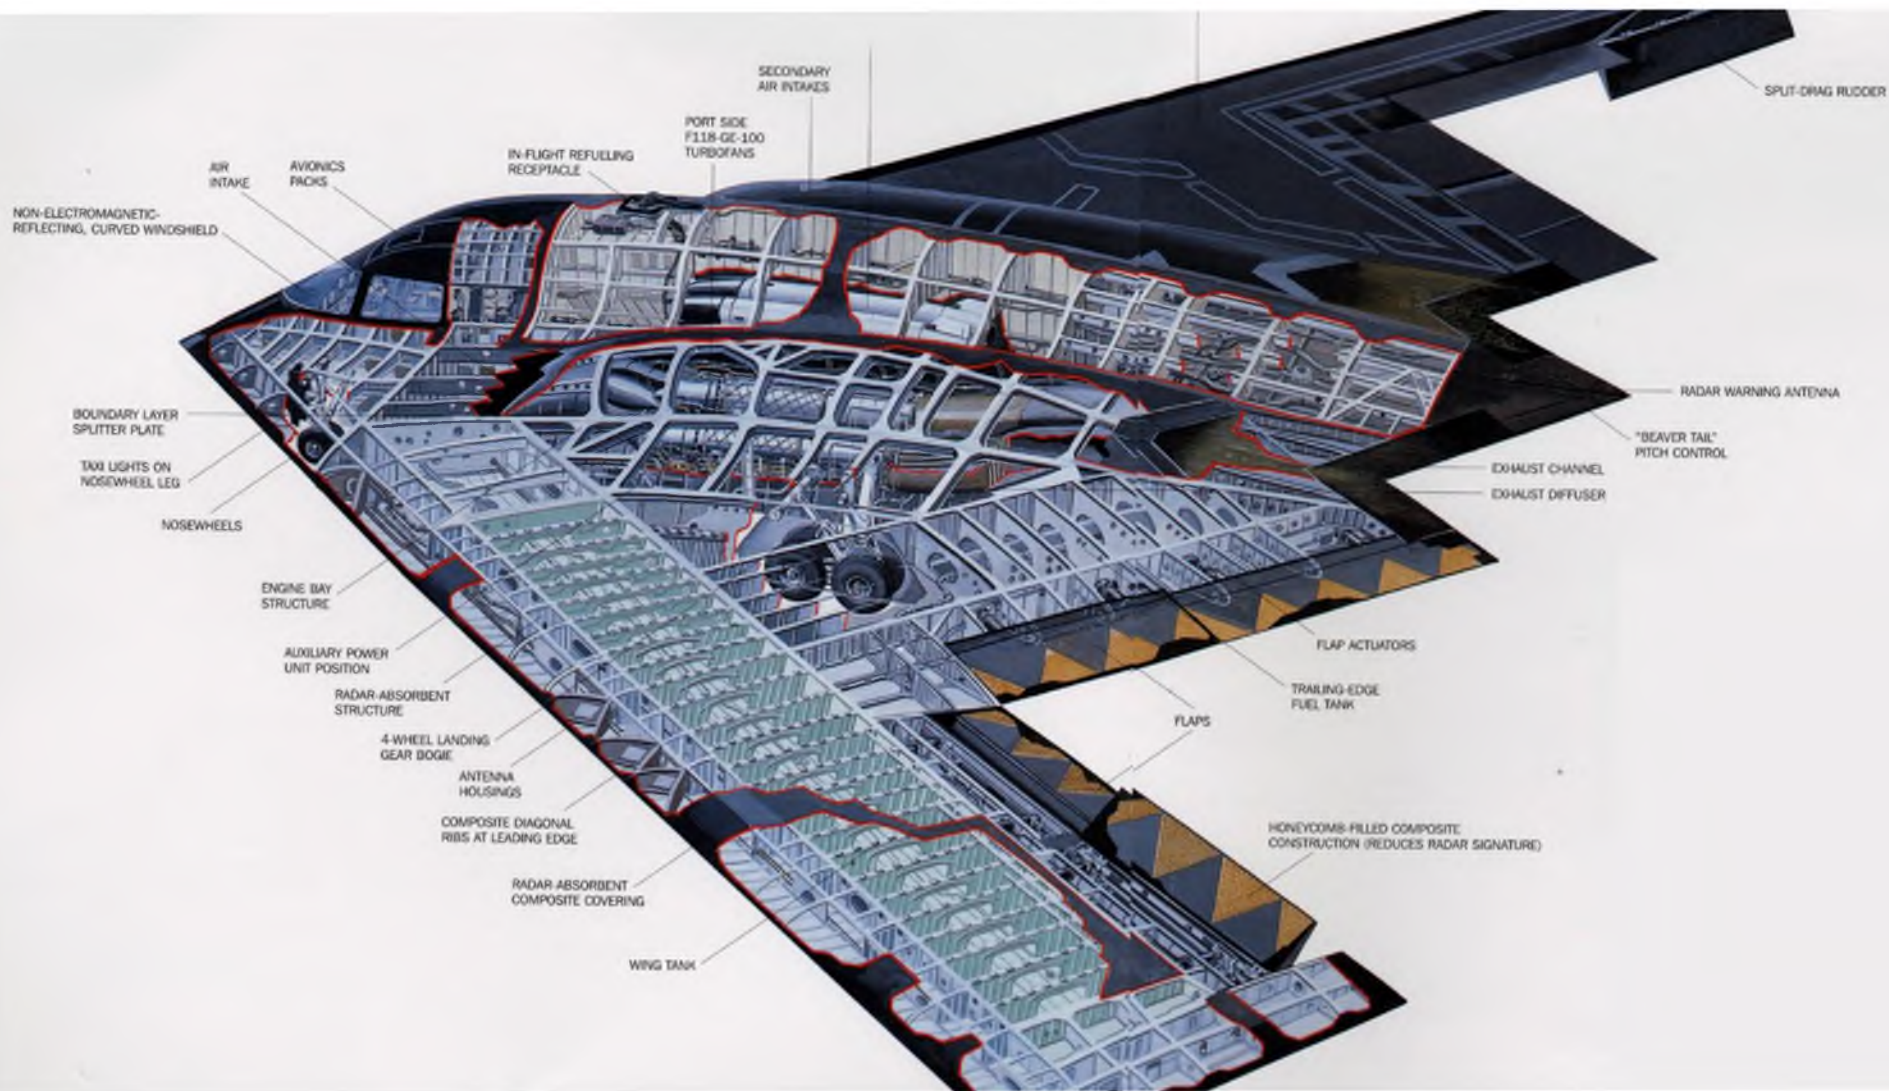 SECONDARY
AIR INTAKES
SPLIT-DRAG RUDDER
PORT SIDE
F118-GE-100
TURBOFANS
IN-FLIGHT REFUELING
RECEPTACLE
AIR
INTAKE
AVIONICS
PACKS
NON-ELECTROMAGNETIC-
REFLECTING, CURVED WINDSHIELD
RADAR WARNING ANTENNA
BOUNDARY LAYER
SPLITTER PLATE
"BEAVER TAIL"
PITCH CONTROL
TAXI LIGHTS ON
NOSEWHEEL LEG
EXHAUST CHANNEL
EXHAUST DIFFUSER
NOSEWHEELS
ENGINE BAY
STRUCTURE
FLAP ACTUATORS
AUXILIARY POWER
UNIT POSITION
RADAR-ABSORBENT
STRUCTURE
TRAILING-EDGE
FUEL TANK
FLAPS
4-WHEEL LANDING
GEAR BOGIE
ANTENNA
HOUSINGS
COMPOSITE DIAGONAL
RIBS AT LEADING EDGE
HONEYCOMB-FILLED COMPOSITE
CONSTRUCTION (REDUCES RADAR SIGNATURE)
RADAR-ABSORBENT
COMPOSITE COVERING
WING TANK